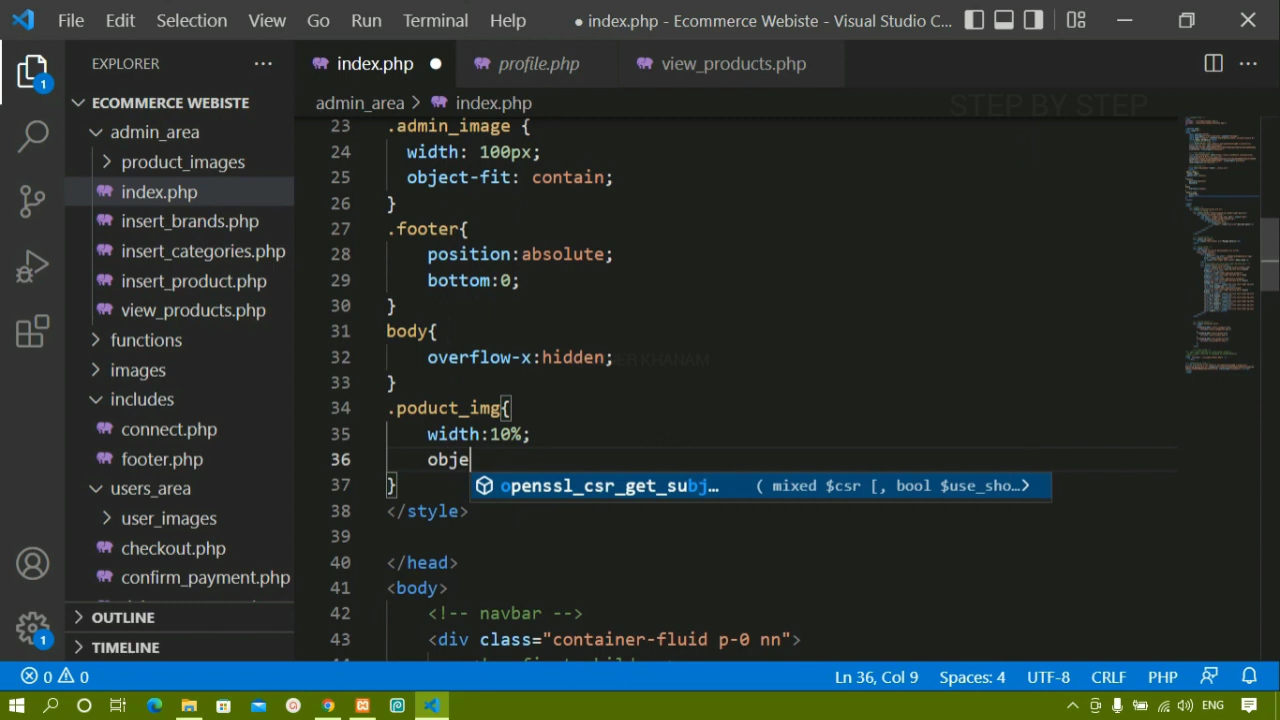 File Edit Selection View Go Run Terminal Help
● index.php - Ecommerce Webiste - Visual Studio C...
EXPLORER
index.php
profile.php
view_products.php
ECOMMERCE WEBISTE
admin_area > index.php
STEP BY STEP
admin_area
product_images
index.php
insert_brands.php
insert_categories.php
insert_product.php
view_products.php
functions
images
includes
connect.php
footer.php
users_area
user_images
checkout.php
confirm_payment.php
OUTLINE
TIMELINE
1
1
23 .admin_image {
24 width: 100px;
25 object-fit: contain;
26 }
27 .footer{
28 position:absolute;
29 bottom:0;
30 }
31 body{
32 overflow-x:hidden;
33 }
34 .poduct_img{
35 width:10%;
36 obje
openssl_csr_get_subj… ( mixed $csr [, bool $use_sho…>
37 }
38 </style>
39
40 </head>
41 <body>
42 <!-- navbar -->
43 <div class="container-fluid p-0 nn">
KHANAM
0 0
Ln 36, Col 9 Spaces: 4 UTF-8 CRLF PHP
ENG